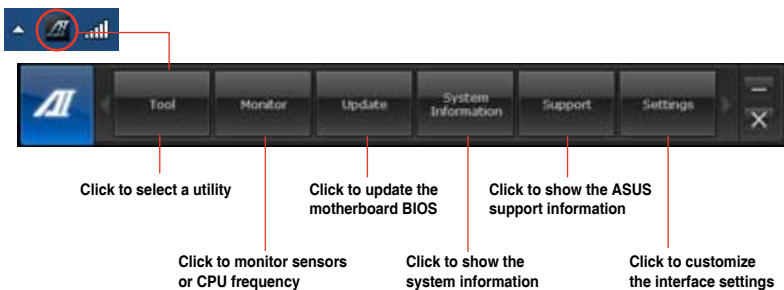 AI
AI
Tool
Monitor
Update
System
Information
Support
Settings
Click to select a utility
Click to update the
motherboard BIOS
Click to show the ASUS
support information
Click to monitor sensors
or CPU frequency
Click to show the
system information
Click to customize
the interface settings